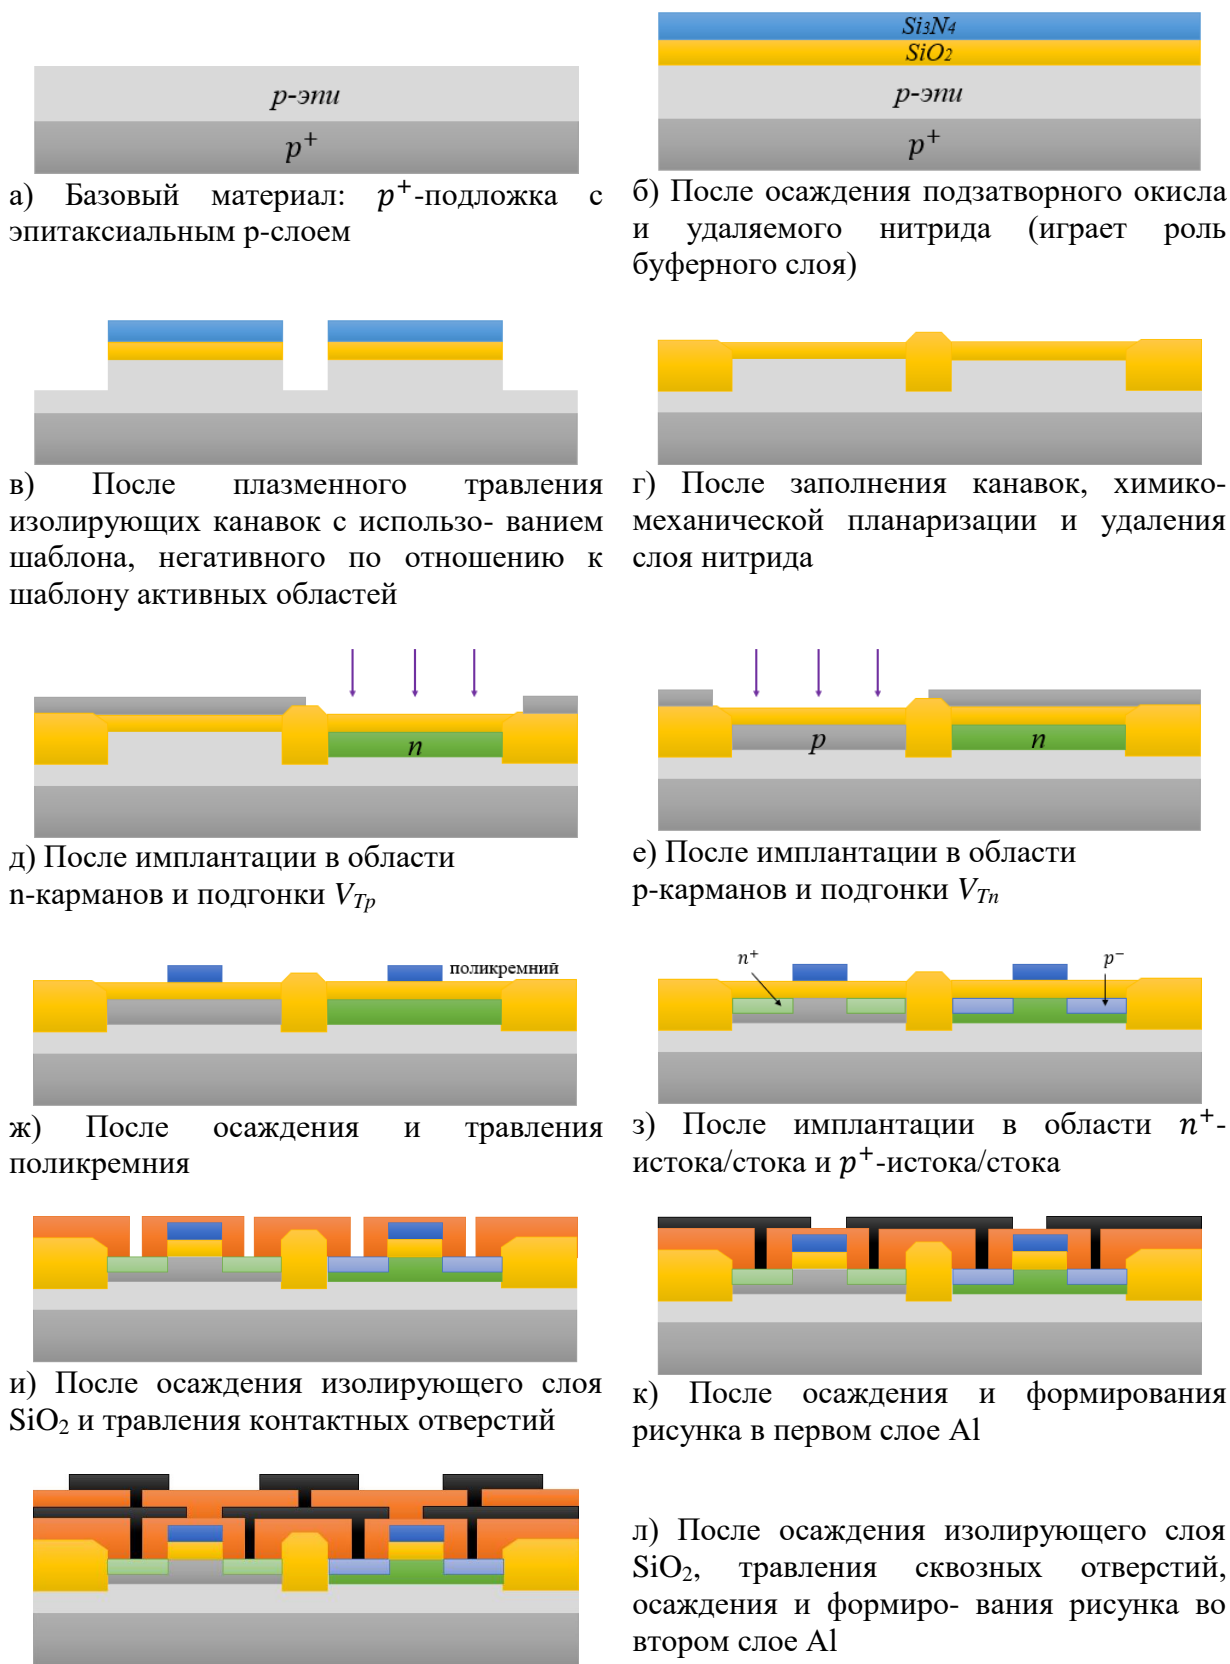 p-эпи
p⁺
а) Базовый материал: p⁺-подложка с
эпитаксиальным р-слоем
Si₃N₄
SiO₂
p-эпи
p⁺
б) После осаждения подзатворного окисла
и удаляемого нитрида (играет роль
буферного слоя)
в) После плазменного травления
изолирующих канавок с использо- ванием
шаблона, негативного по отношению к
шаблону активных областей
г) После заполнения канавок, химико-
механической планаризации и удаления
слоя нитрида
n
д) После имплантации в области
n-карманов и подгонки V_Tp
p
n
е) После имплантации в области
р-карманов и подгонки V_Tn
поликремний
ж) После осаждения и травления
поликремния
n⁺
p⁻
з) После имплантации в области n⁺-
истока/стока и p⁺-истока/стока
и) После осаждения изолирующего слоя
SiO₂ и травления контактных отверстий
к) После осаждения и формирования
рисунка в первом слое Al
л) После осаждения изолирующего слоя
SiO₂, травления сквозных отверстий,
осаждения и формиро- вания рисунка во
втором слое Al